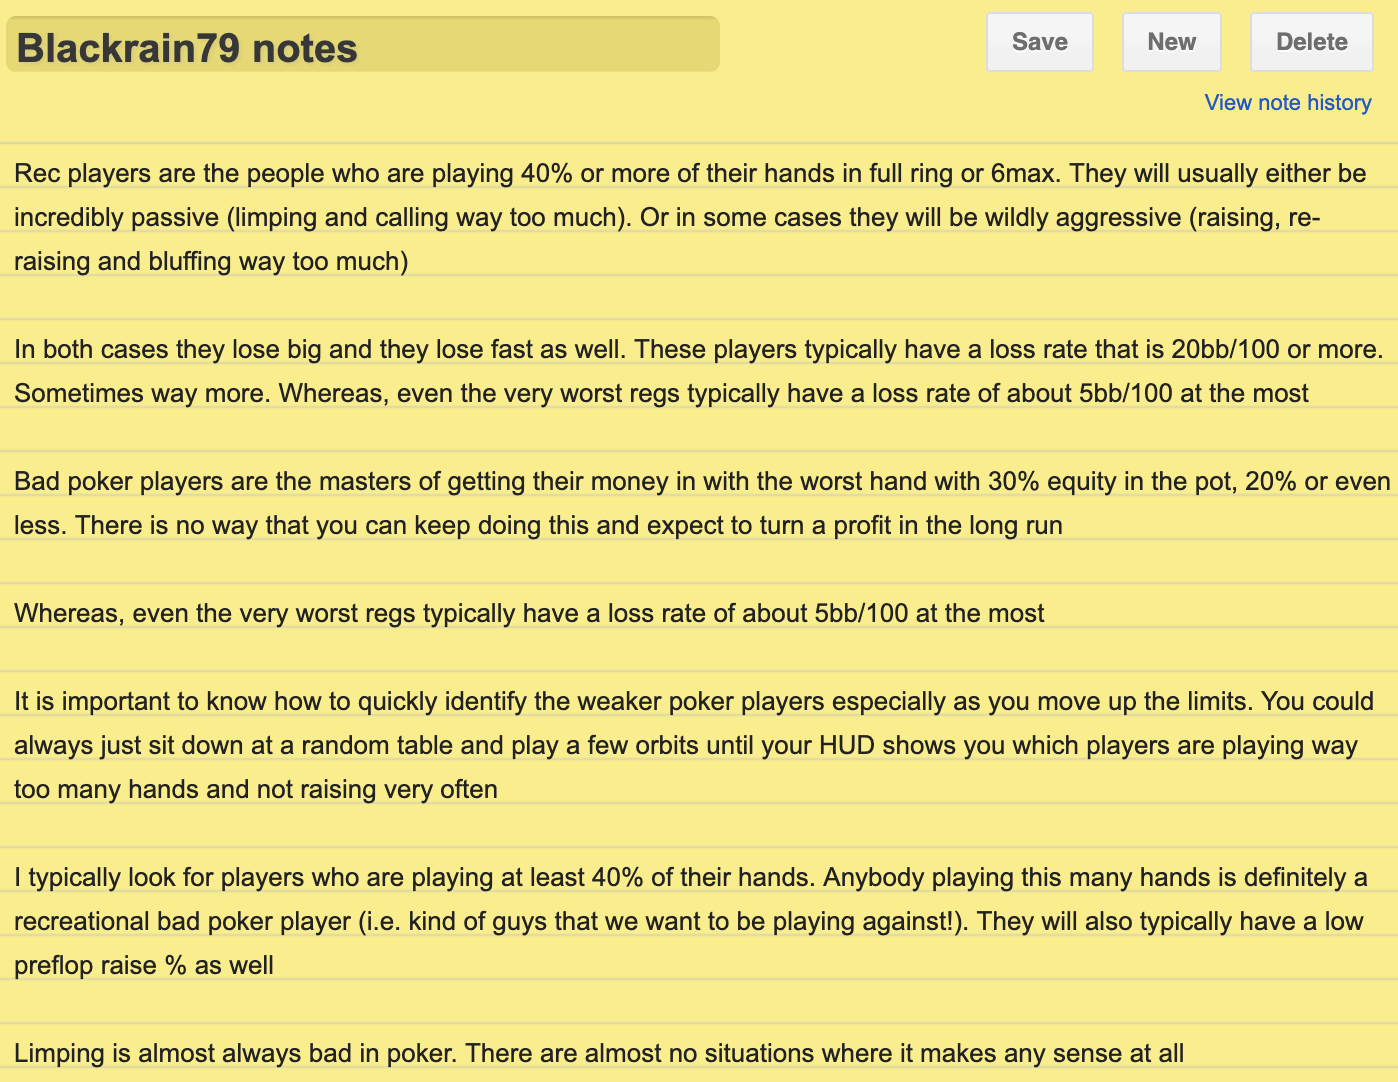 Blackrain79 notes
Save
New
Delete
View note history
Rec players are the people who are playing 40% or more of their hands in full ring or 6max. They will usually either be
incredibly passive (limping and calling way too much). Or in some cases they will be wildly aggressive (raising, re-
raising and bluffing way too much)
In both cases they lose big and they lose fast as well. These players typically have a loss rate that is 20bb/100 or more.
Sometimes way more. Whereas, even the very worst regs typically have a loss rate of about 5bb/100 at the most
Bad poker players are the masters of getting their money in with the worst hand with 30% equity in the pot, 20% or even
less. There is no way that you can keep doing this and expect to turn a profit in the long run
Whereas, even the very worst regs typically have a loss rate of about 5bb/100 at the most
It is important to know how to quickly identify the weaker poker players especially as you move up the limits. You could
always just sit down at a random table and play a few orbits until your HUD shows you which players are playing way
too many hands and not raising very often
I typically look for players who are playing at least 40% of their hands. Anybody playing this many hands is definitely a
recreational bad poker player (i.e. kind of guys that we want to be playing against!). They will also typically have a low
preflop raise % as well
Limping is almost always bad in poker. There are almost no situations where it makes any sense at all